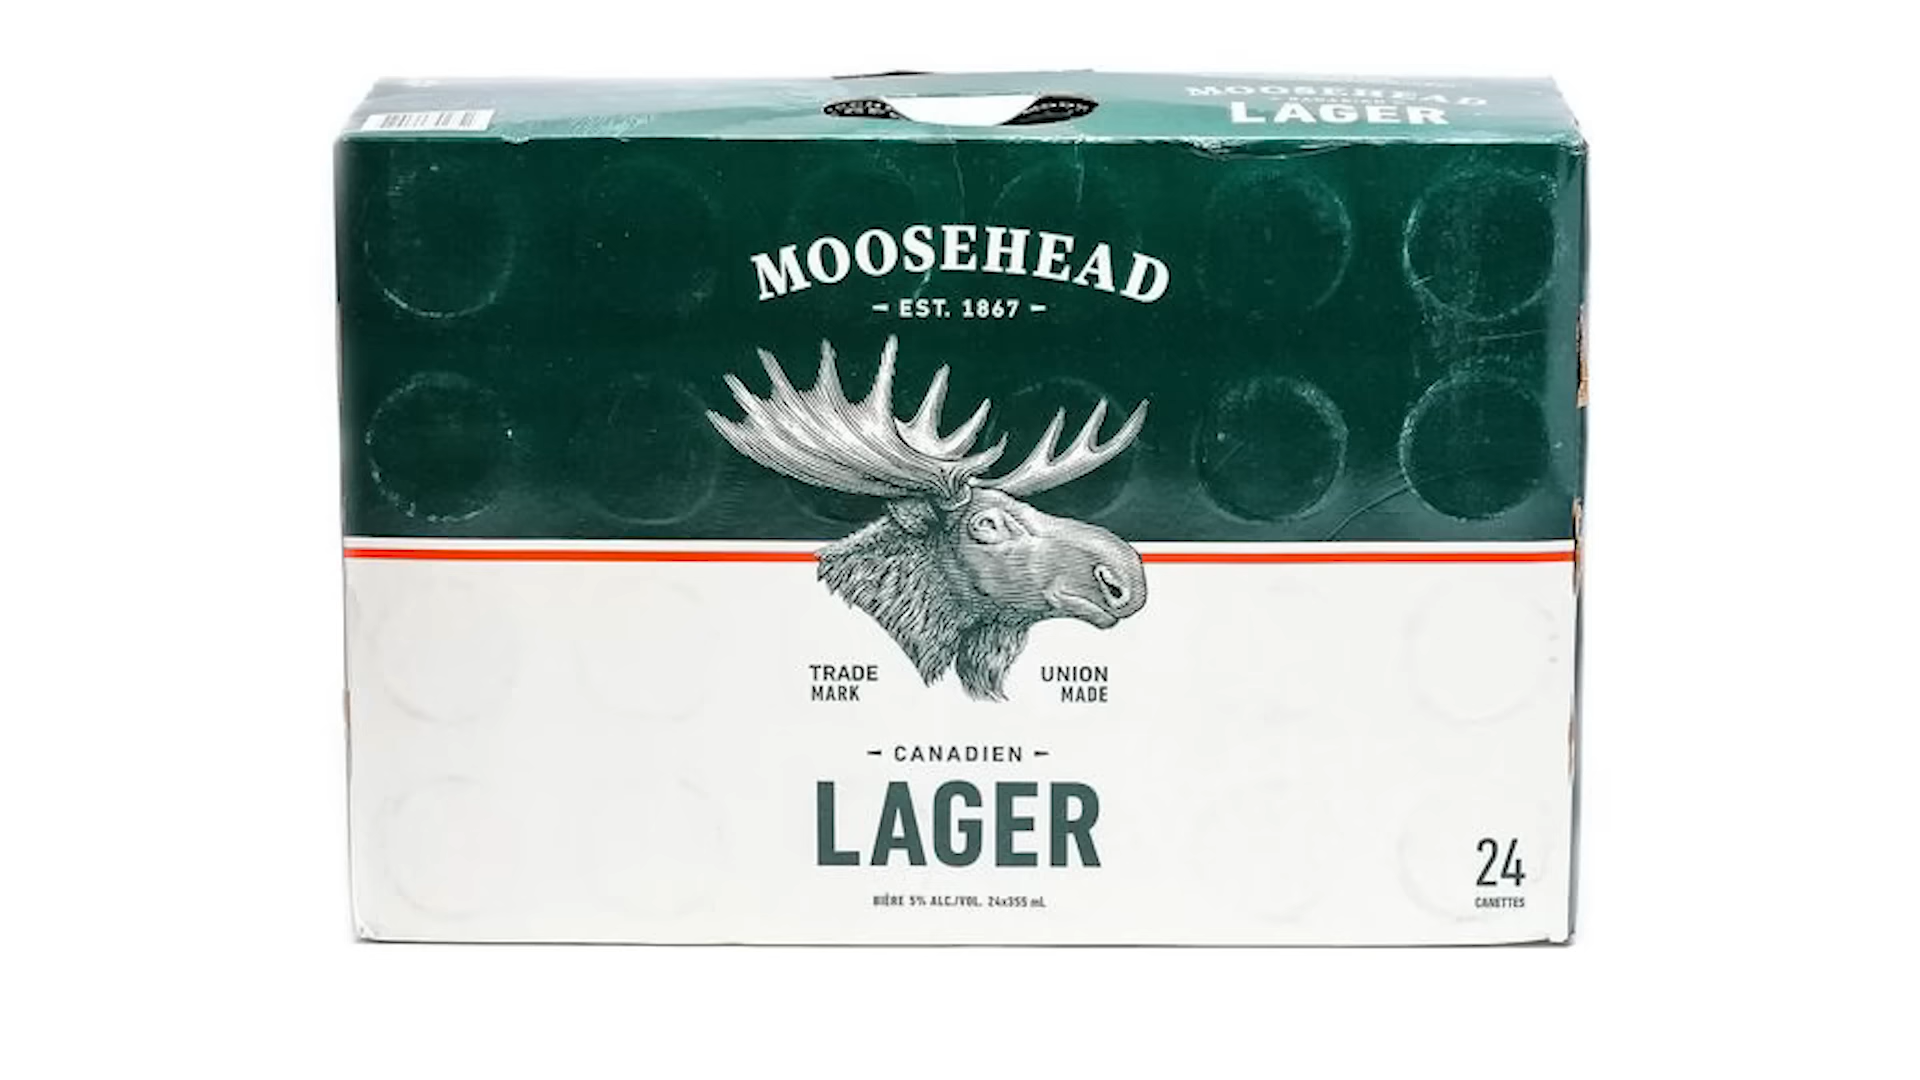 MOOSEHEAD
LAGER
MOOSEHEAD
EST. 1867
TRADE
MARK
UNION
MADE
CANADIEN
LAGER
BIÈRE 5% ALC./VOL. 24x355 mL
24
CANETTES